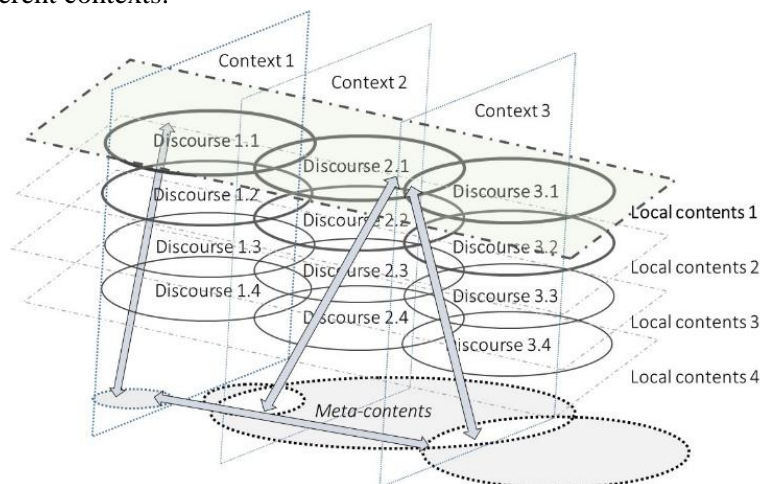 erent contexts.
Context 1
Context 2
Context 3
Discourse 1.1
Discourse 2.1
Discourse 3.1
Discourse 1.2
Local contents 1
Discourse 2.2
Discourse 1.3
Discourse 3.2
Discourse 2.3
Local contents 2
Discourse 1.4
Discourse 3.3
Discourse 2.4
Local contents 3
iscourse 3.4
Local contents 4
Meta-contents